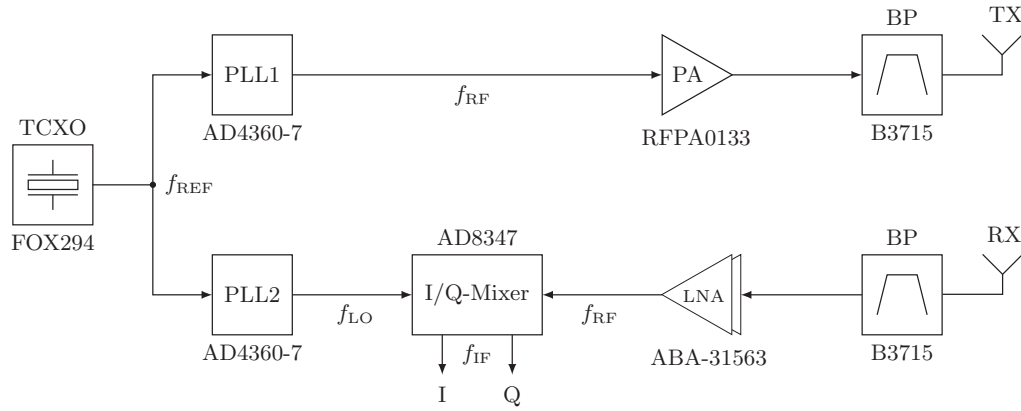 BP
TX
PLL1
PA
f_RF
AD4360-7
B3715
RFPA0133
TCXO
f_REF
FOX294
AD8347
BP
RX
PLL2
I/Q-Mixer
LNA
f_LO
f_RF
AD4360-7
f_IF
ABA-31563
B3715
I
Q